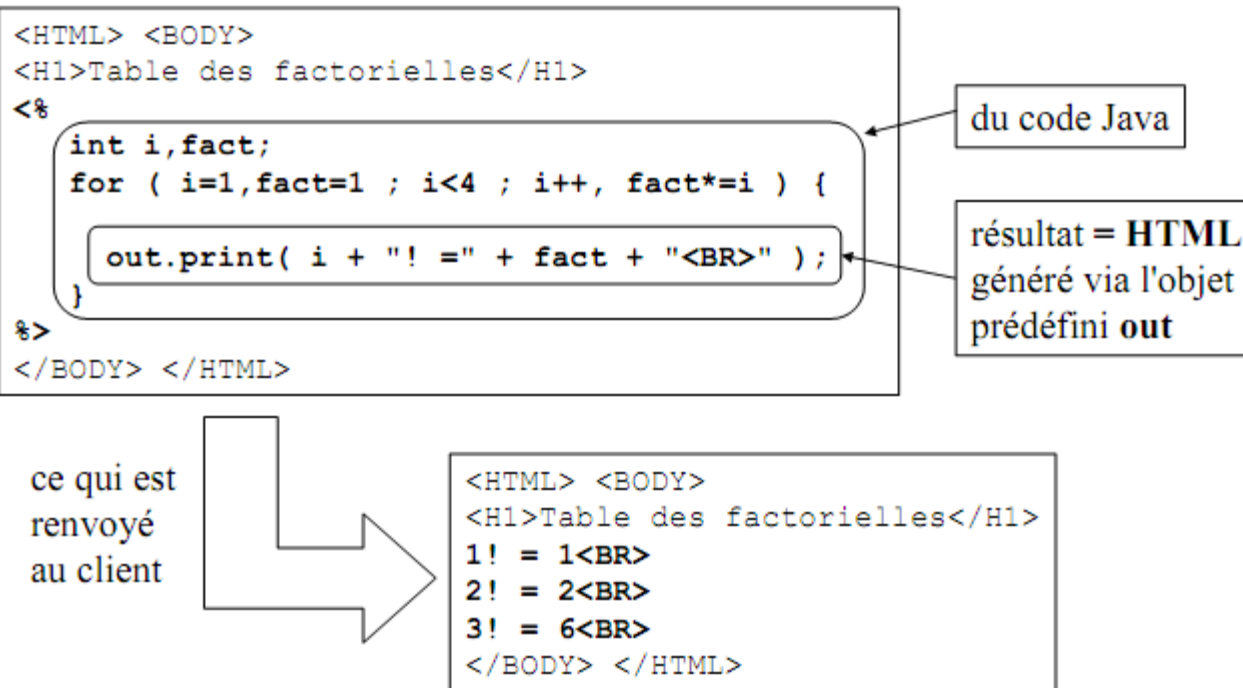 <HTML> <BODY>
<H1>Table des factorielles</H1>
<%
int i,fact;
for ( i=1,fact=1 ; i<4 ; i++, fact*=i ) {
out.print( i + "! =" + fact + "<BR>" );
}
%>
</BODY> </HTML>
du code Java
résultat = HTML
généré via l'objet
prédéfini out
ce qui est
renvoyé
au client
<HTML> <BODY>
<H1>Table des factorielles</H1>
1! = 1<BR>
2! = 2<BR>
3! = 6<BR>
</BODY> </HTML>